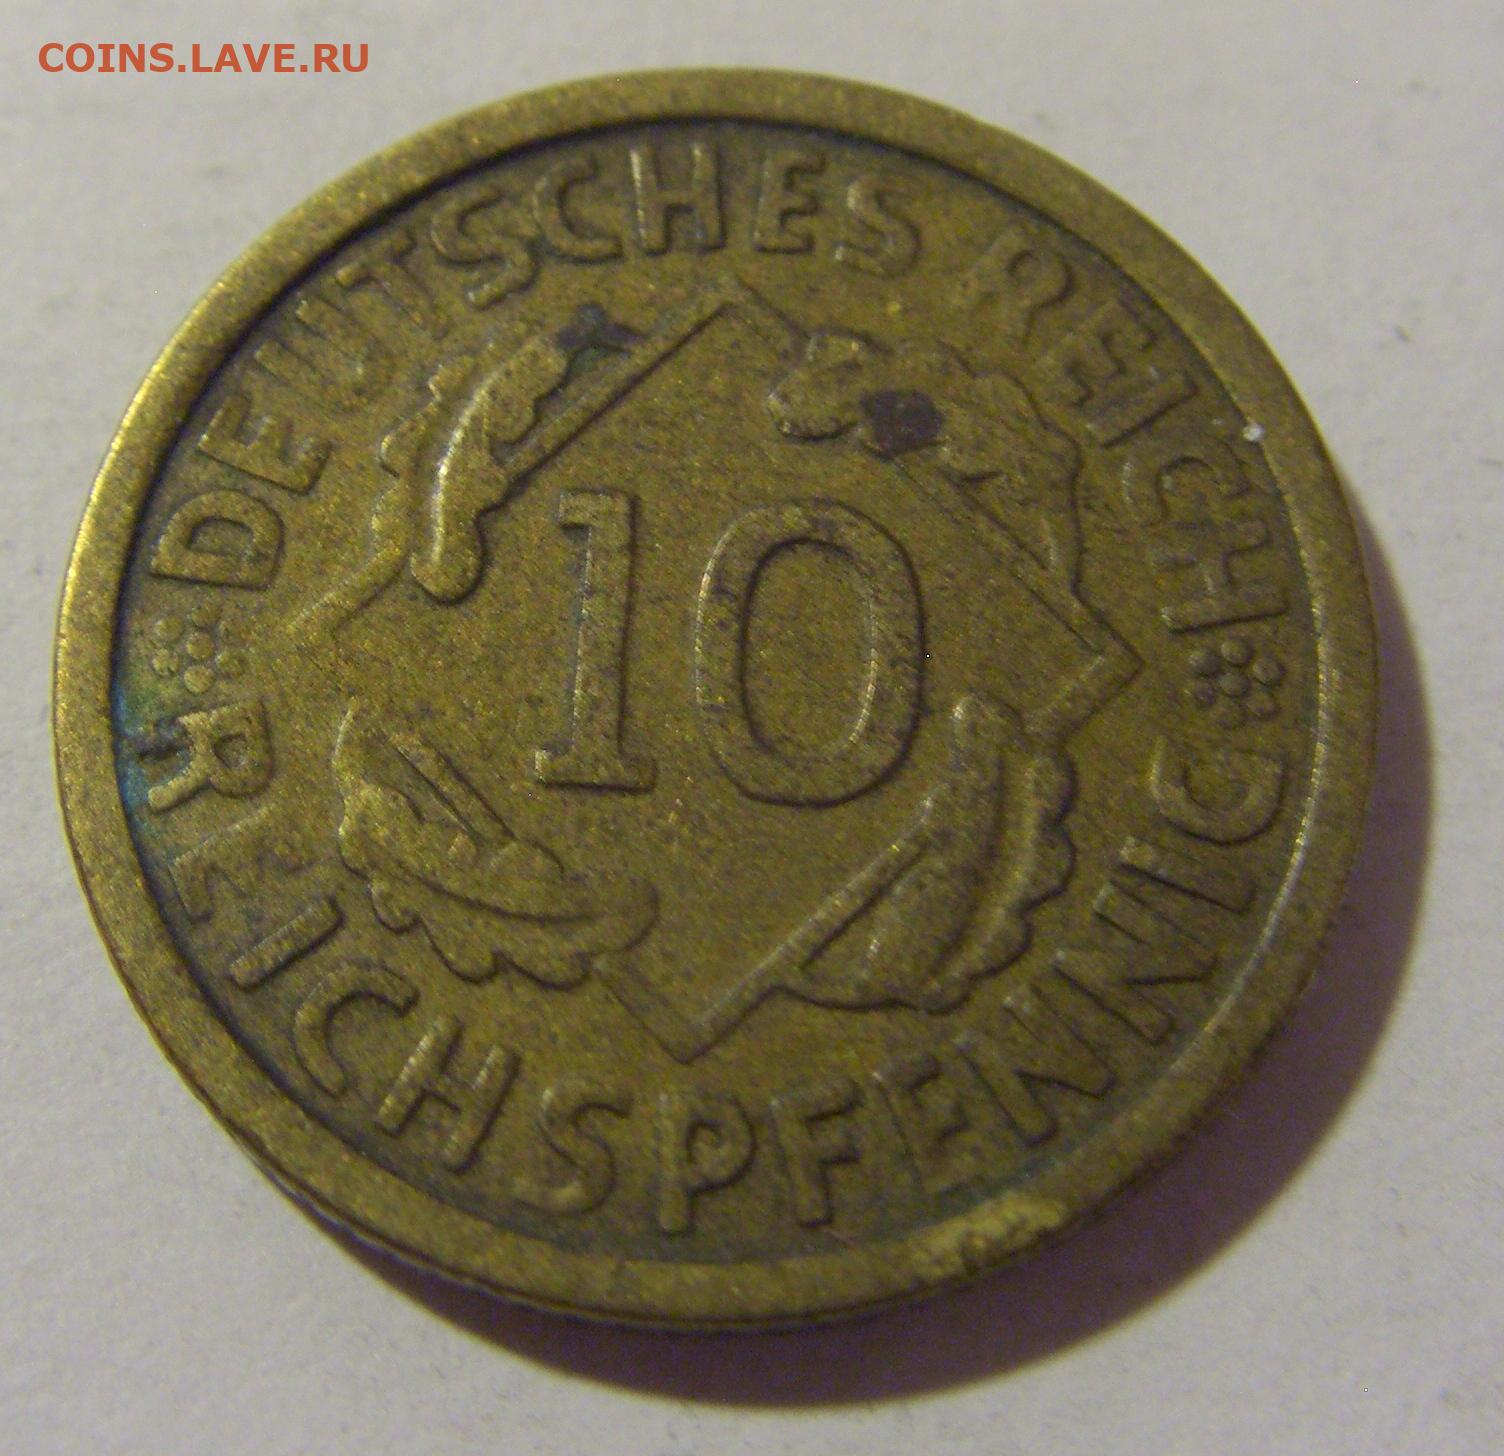 COINS.LAVE.RU
DEUTSCHES REICH
10
REICHSPFENNIG